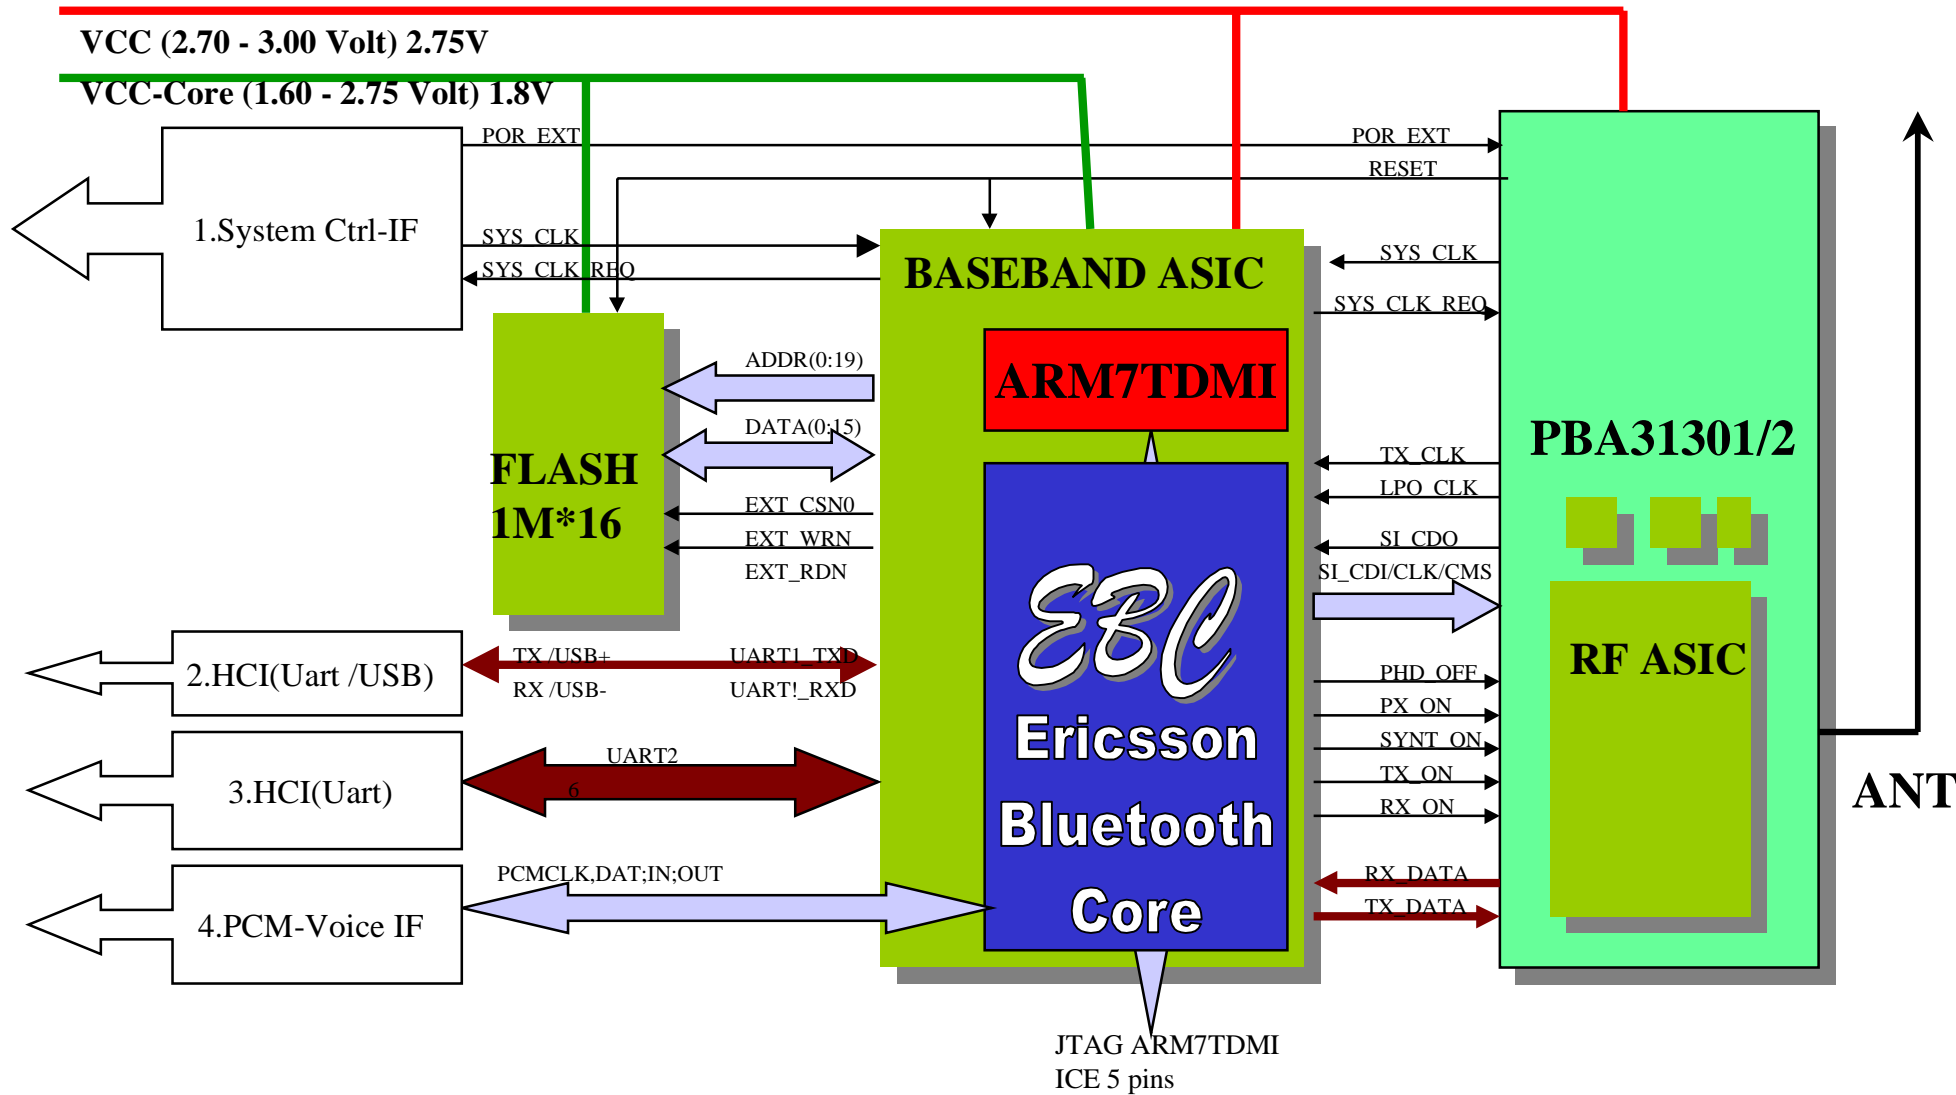 VCC (2.70 - 3.00 Volt) 2.75V
VCC-Core (1.60 - 2.75 Volt) 1.8V
POR_EXT
POR_EXT
RESET
1.System Ctrl-IF
SYS_CLK
SYS_CLK_REQ
BASEBAND ASIC
SYS_CLK
SYS_CLK_REQ
ADDR(0:19)
ARM7TDMI
DATA(0:15)
PBA31301/2
FLASH
1M*16
TX_CLK
LPO_CLK
EXT_CSN0
EXT_WRN
EXT_RDN
SI_CDO
SI_CDI/CLK/CMS
EBC
Ericsson
Bluetooth
Core
RF ASIC
2.HCI(Uart /USB)
TX /USB+
UART1_TXD
RX /USB-
UART!_RXD
PHD_OFF
PX_ON
SYNT_ON
TX_ON
RX_ON
3.HCI(Uart)
UART2
6
ANT
RX_DATA
TX_DATA
4.PCM-Voice IF
PCMCLK,DAT;IN;OUT
JTAG ARM7TDMI
ICE 5 pins